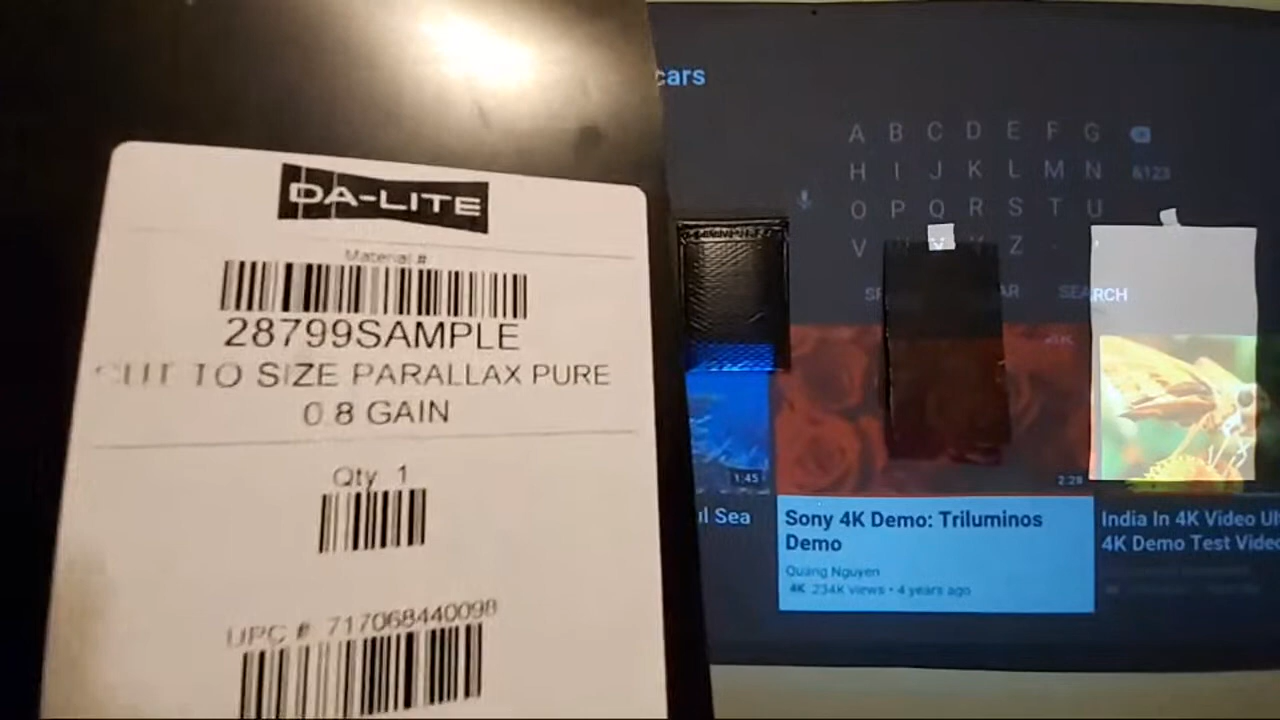 DA-LITE
Material #
28799SAMPLE
CUT TO SIZE PARALLAX PURE
0.8 GAIN
Qty 1
UPC # 717068440098
cars
A B C D E F G
H I J K L M N &123
O P Q R S T U
V Z -
SEARCH
4K
1:45
2:28
Sea
Sony 4K Demo: Triluminos
Demo
Quang Nguyen
4K 234K views • 4 years ago
India In 4K Video
4K Demo Test Video